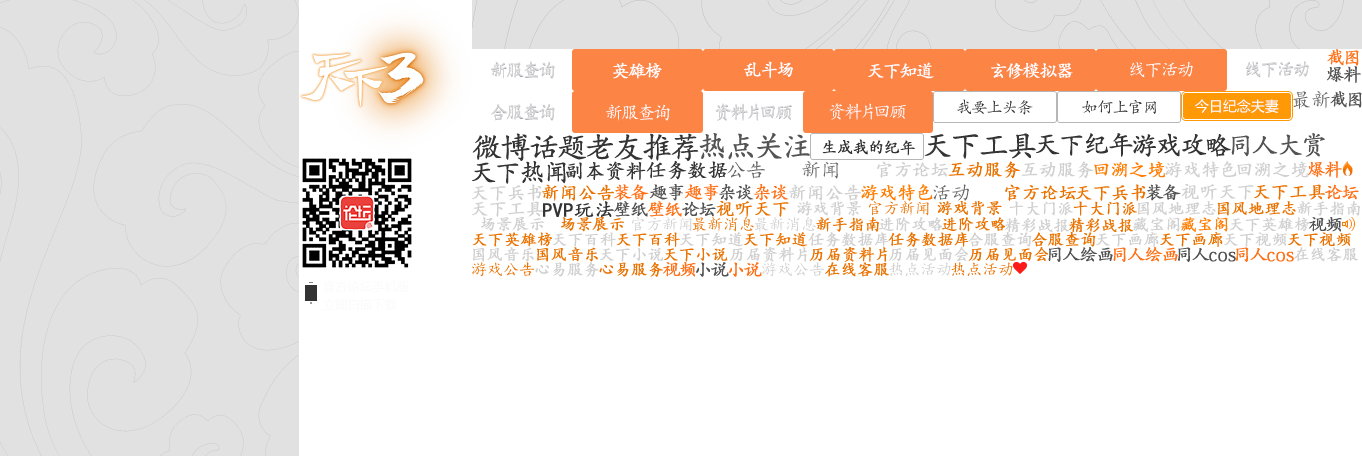 天下3
新服查询 英雄榜 乱斗场 天下知道 玄修模拟器 线下活动 线下活动 截图
爆料
合服查询 新服查询 资料片回顾 资料片回顾 我要上头条 如何上官网 今日纪念夫妻 最新 截图
微博话题老友推荐热点关注 生成我的纪年 天下工具 天下纪年 游戏攻略 同人大赏
天下热闻 副本资料 任务数据 公告 新闻 官方论坛 互动服务 互动服务 回溯之境 游戏特色 回溯之境 爆料
天下兵书 新闻公告 装备 趣事 趣事 杂谈 杂谈 新闻公告 游戏特色 活动 官方论坛 天下兵书 装备 视听天下 天下工具 论坛
天下工具 PVP玩法 壁纸 壁纸 论坛 视听天下 游戏背景 官方新闻 游戏背景 十大门派 十大门派 国风地理志 国风地理志 新手指南
场景展示 场景展示 官方新闻 最新消息 最新消息 新手指南 进阶攻略 进阶攻略 精彩战报 精彩战报 藏宝阁 藏宝阁 天下英雄榜 视频
天下英雄榜 天下百科 天下百科 天下知道 天下知道 任务数据库 任务数据库 合服查询 合服查询 天下画廊 天下画廊 天下视频 天下视频
国风音乐 国风音乐 天下小说 天下小说 历届资料片 历届资料片 历届见面会 历届见面会 同人绘画 同人绘画 同人cos 同人cos 在线客服
游戏公告 心易服务 心易服务 视频 小说 小说 游戏公告 在线客服 热点活动 热点活动
论坛